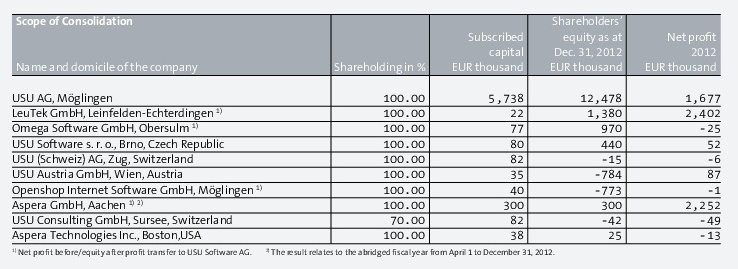 Scope of Consolidation
Name and domicile of the company Shareholding in % Subscribed capital EUR thousand Shareholders' equity as at Dec. 31, 2012 EUR thousand Net profit 2012 EUR thousand
USU AG, Möglingen 100.00 5,738 12,478 1,677
LeuTek GmbH, Leinfelden-Echterdingen 1) 100.00 22 1,380 2,402
Omega Software GmbH, Obersulm 1) 100.00 77 970 -25
USU Software s. r. o., Brno, Czech Republic 100.00 80 440 52
USU (Schweiz) AG, Zug, Switzerland 100.00 82 -15 -6
USU Austria GmbH, Wien, Austria 100.00 35 -784 87
Openshop Internet Software GmbH, Möglingen 1) 100.00 40 -773 -1
Aspera GmbH, Aachen 1) 2) 100.00 300 300 2,252
USU Consulting GmbH, Sursee, Switzerland 70.00 82 -42 -49
Aspera Technologies Inc., Boston,USA 100.00 38 25 -13
1) Net profit before/equity after profit transfer to USU Software AG. 2) The result relates to the abridged fiscal year from April 1 to December 31, 2012.